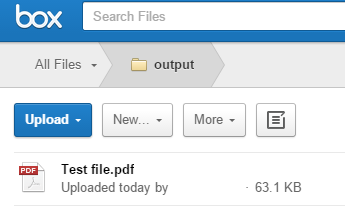 box
Search Files
All Files
output
Upload
New...
More
PDF
Test file.pdf
Uploaded today by · 63.1 KB